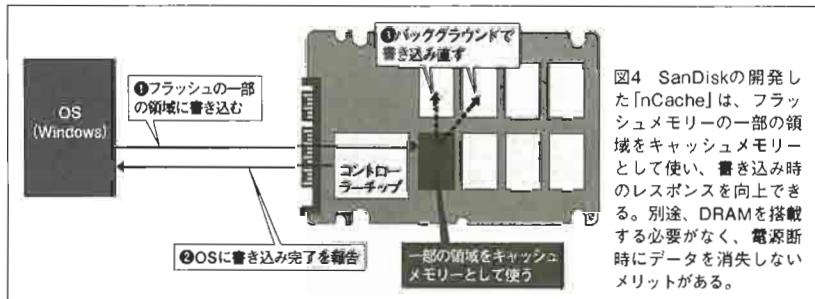 OS
(Windows)
❶フラッシュの一部
の領域に書き込む
❷OSに書き込み完了を報告
コントロー
ラーチップ
❸バックグラウンドで
書き込み直す
一部の領域をキャッシュ
メモリーとして使う
図4 SanDiskの開発し
た「nCache」は、フラッ
シュメモリーの一部の領
域をキャッシュメモリー
として使い、書き込み時
のレスポンスを向上でき
る。別途、DRAMを搭載
する必要がなく、電源断
時にデータを消失しない
メリットがある。